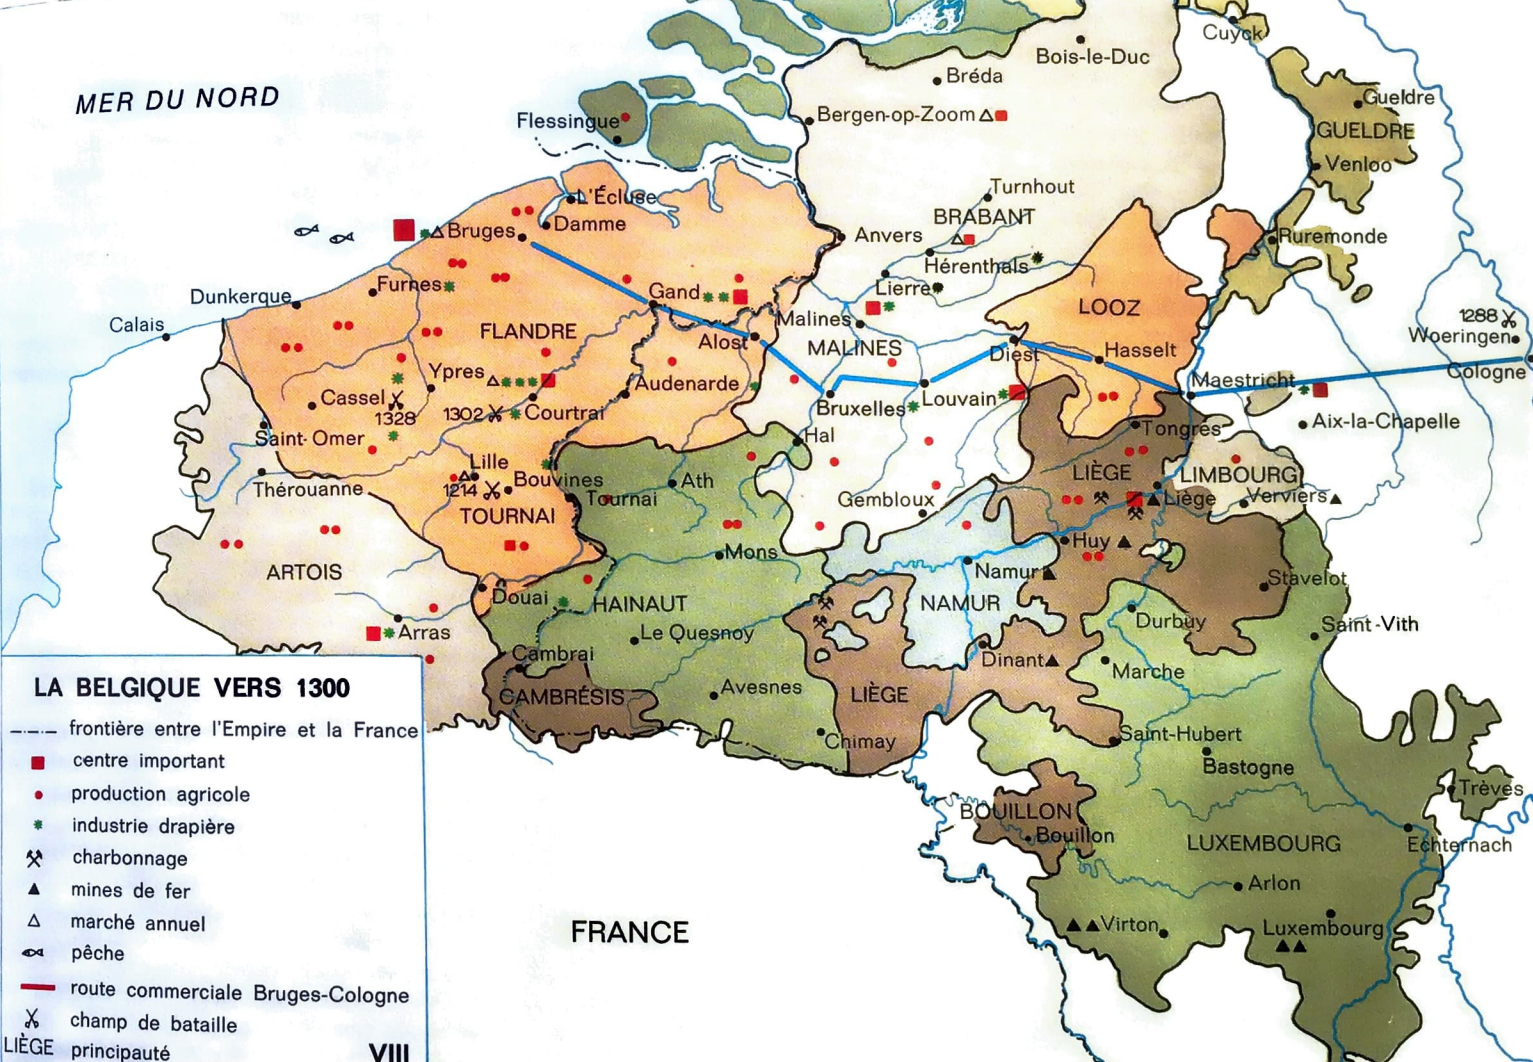 Cuyck
Bois-le-Duc
Bréda
MER DU NORD
Gueldre
Bergen-op-Zoom
Flessingue
GUELDRE
Venloo
Turnhout
L'Écluse
BRABANT
Damme
Bruges
Anvers
Ruremonde
Hérenthals
Furnes
Lierre
Gand
Dunkerque
LOOZ
Calais
Malines
1288
FLANDRE
Woeringen
Alost
MALINES
Diest
Hasselt
Ypres
Cologne
Audenarde
Maestricht
Cassel
1328
1302
Courtrai
Bruxelles
Louvain
Aix-la-Chapelle
Saint-Omer
Hal
Tongres
Lille
LIÈGE
LIMBOURG
Thérouanne
1214
Bouvines
Ath
Tournai
Gembloux
Liège
Verviers
TOURNAI
Huy
Mons
ARTOIS
Namur
Stavelot
Douai
HAINAUT
NAMUR
Durbuy
Saint-Vith
Arras
Le Quesnoy
Cambrai
Dinant
Marche
Avesnes
CAMBRÉSIS
LIÈGE
Chimay
Saint-Hubert
Bastogne
Trèves
BOUILLON
Bouillon
LUXEMBOURG
Echternach
Arlon
Virton
Luxembourg
FRANCE
LA BELGIQUE VERS 1300
frontière entre l'Empire et la France
centre important
production agricole
industrie drapière
charbonnage
mines de fer
marché annuel
pêche
route commerciale Bruges-Cologne
champ de bataille
LIÈGE principauté
VIII